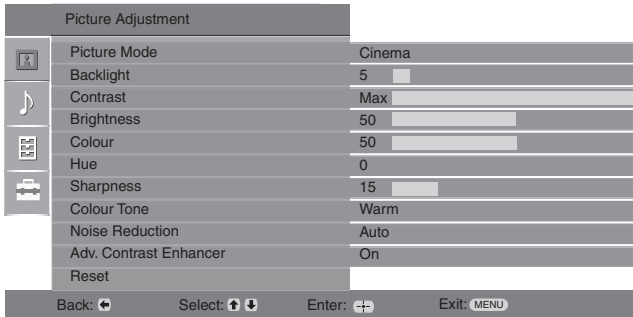 Picture Adjustment
Picture Mode Cinema
Backlight 5
Contrast Max
Brightness 50
Colour 50
Hue 0
Sharpness 15
Colour Tone Warm
Noise Reduction Auto
Adv. Contrast Enhancer On
Reset
Back: Select: Enter: Exit: MENU